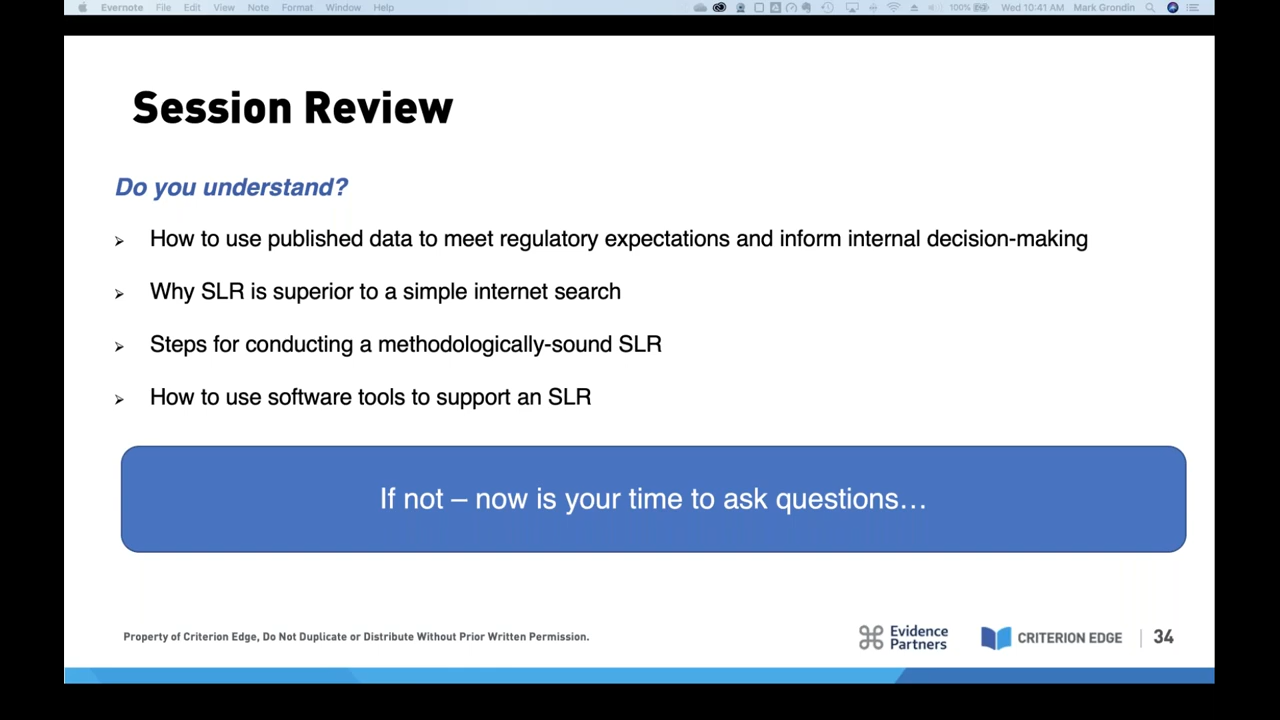 Evernote File Edit View Note Format Window Help 100% Wed 10:41 AM Mark Grondin
Session Review
Do you understand?
How to use published data to meet regulatory expectations and inform internal decision-making
Why SLR is superior to a simple internet search
Steps for conducting a methodologically-sound SLR
How to use software tools to support an SLR
If not – now is your time to ask questions…
Property of Criterion Edge, Do Not Duplicate or Distribute Without Prior Written Permission.
Evidence
Partners
CRITERION EDGE
34